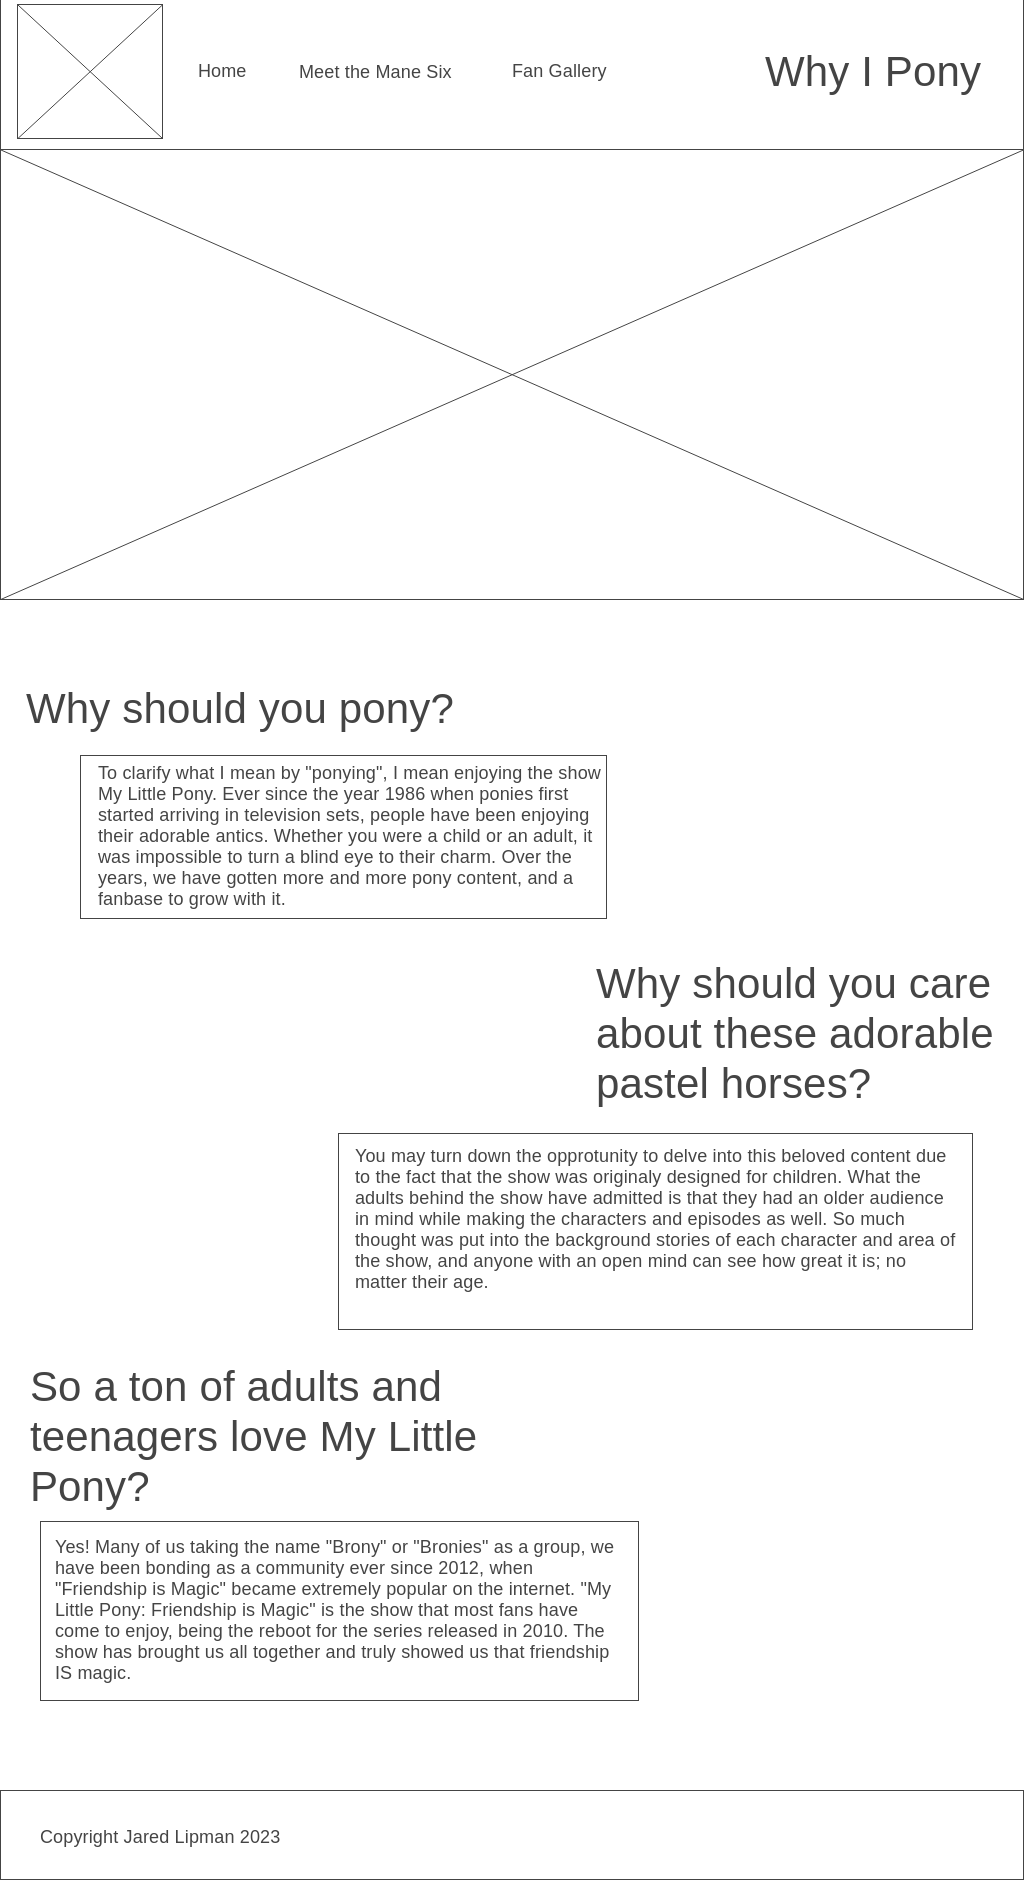 Home
Meet the Mane Six
Fan Gallery
Why I Pony
Why should you pony?
To clarify what I mean by "ponying", I mean enjoying the show
My Little Pony. Ever since the year 1986 when ponies first
started arriving in television sets, people have been enjoying
their adorable antics. Whether you were a child or an adult, it
was impossible to turn a blind eye to their charm. Over the
years, we have gotten more and more pony content, and a
fanbase to grow with it.
Why should you care
about these adorable
pastel horses?
You may turn down the opprotunity to delve into this beloved content due
to the fact that the show was originaly designed for children. What the
adults behind the show have admitted is that they had an older audience
in mind while making the characters and episodes as well. So much
thought was put into the background stories of each character and area of
the show, and anyone with an open mind can see how great it is; no
matter their age.
So a ton of adults and
teenagers love My Little
Pony?
Yes! Many of us taking the name "Brony" or "Bronies" as a group, we
have been bonding as a community ever since 2012, when
"Friendship is Magic" became extremely popular on the internet. "My
Little Pony: Friendship is Magic" is the show that most fans have
come to enjoy, being the reboot for the series released in 2010. The
show has brought us all together and truly showed us that friendship
IS magic.
Copyright Jared Lipman 2023